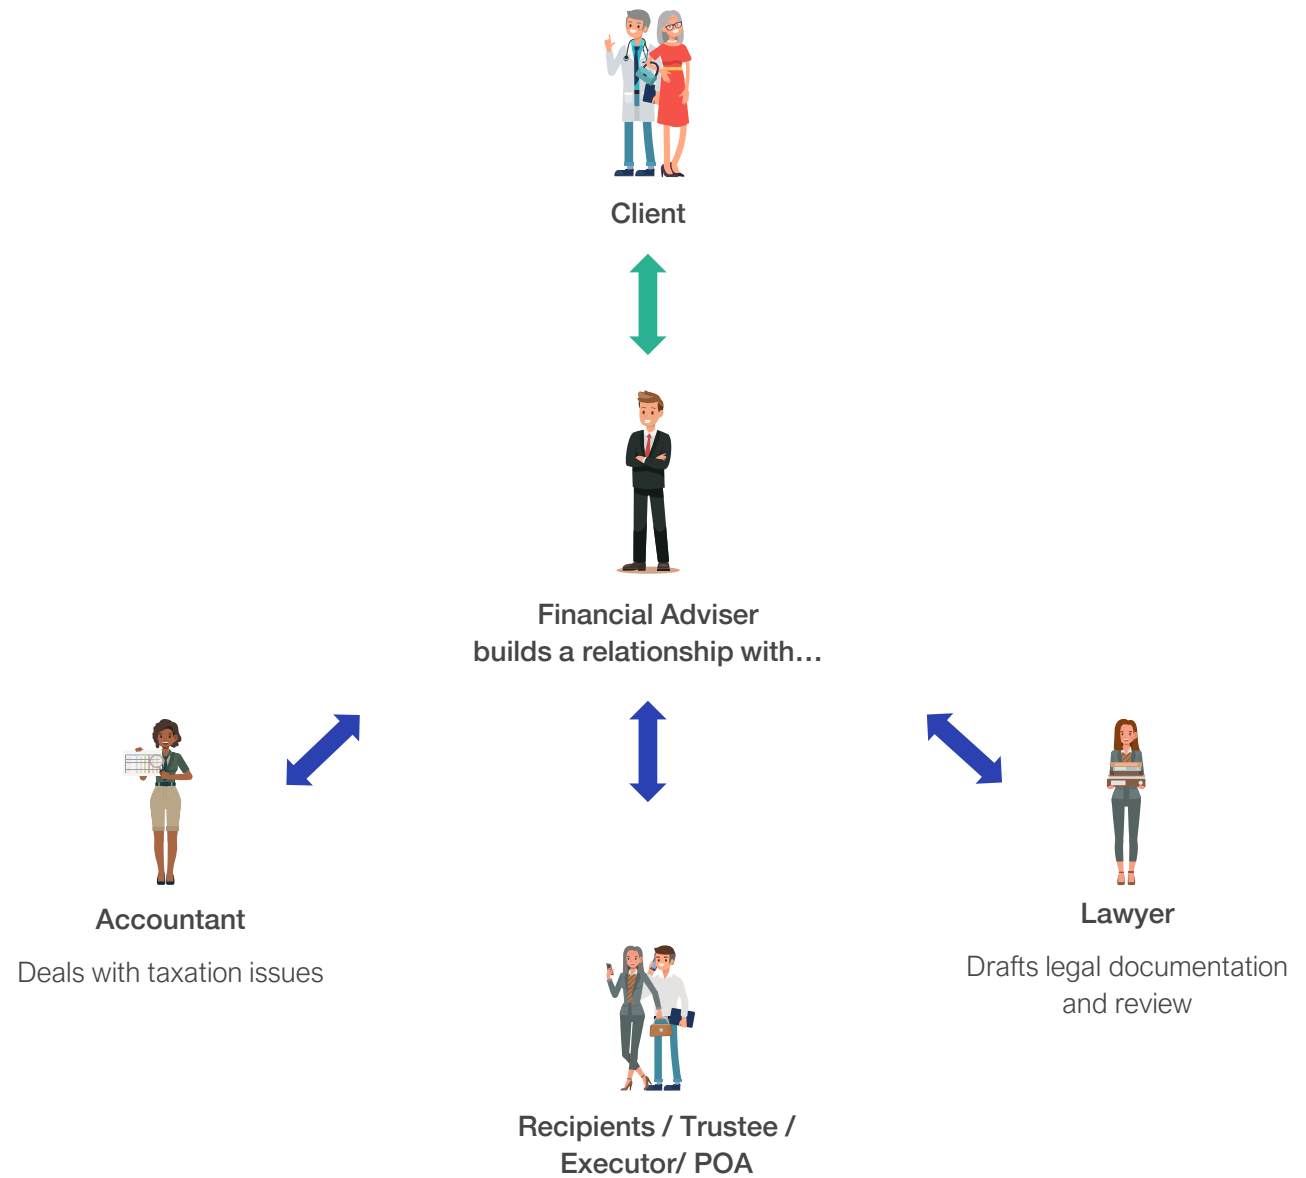 Client
Financial Adviser
builds a relationship with...
Accountant
Deals with taxation issues
Lawyer
Drafts legal documentation
and review
Recipients / Trustee /
Executor/ POA